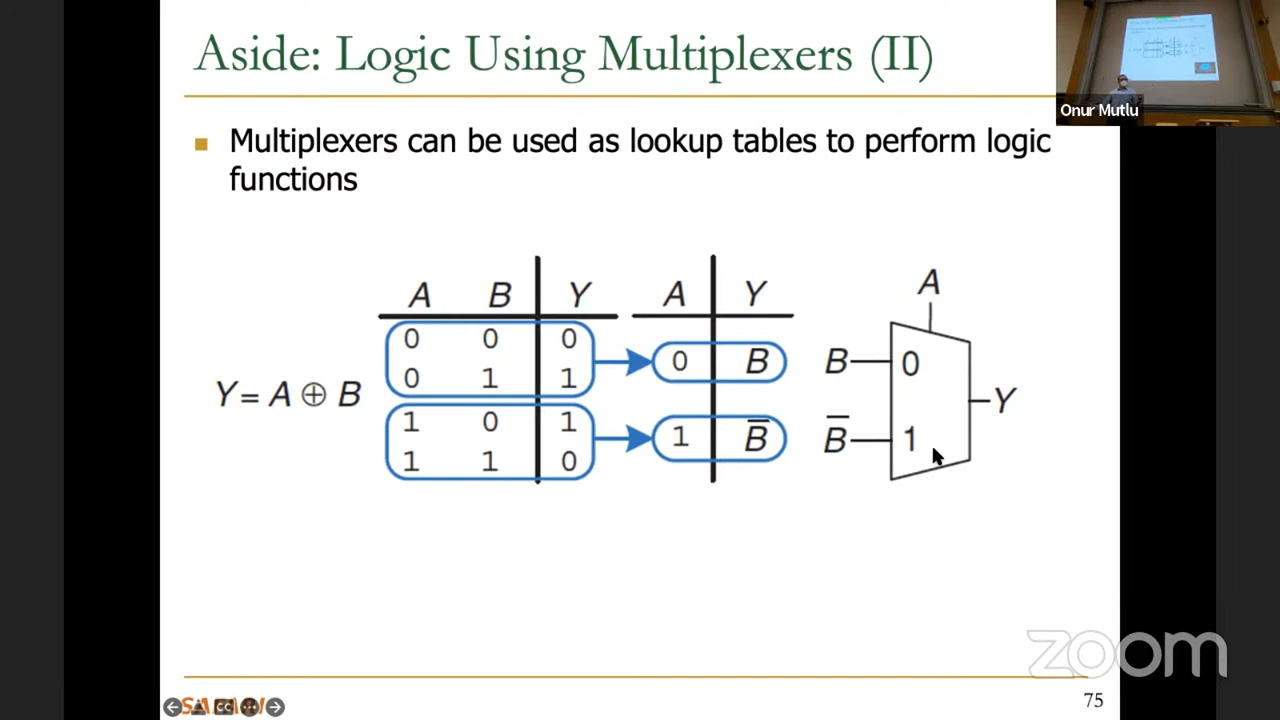 Aside: Logic Using Multiplexers (II)
Onur Mutlu
■ Multiplexers can be used as lookup tables to perform logic
functions
Y = A ⊕ B
A B Y
0 0 0
0 1 1
1 0 1
1 1 0
A Y
0 B
1 B̅
A
B 0
B̅ 1
Y
zoom
SAFARI
75